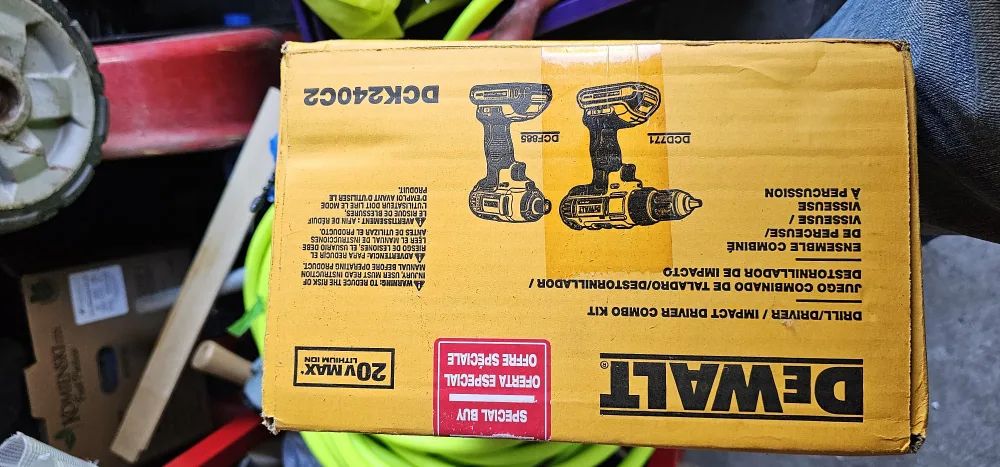 DEWALT®
SPECIAL BUY
OFERTA ESPECIAL
OFFRE SPÉCIALE
20V MAX*
LITHIUM ION
DRILL/DRIVER / IMPACT DRIVER COMBO KIT
JUEGO COMBINADO DE TALADRO/DESTORNILLADOR /
DESTORNILLADOR DE IMPACTO
ENSEMBLE COMBINÉ
DE PERCEUSE/
VISSEUSE /
VISSEUSE
À PERCUSSION
DCD771
DCF885
WARNING: TO REDUCE THE RISK OF
INJURY, USER MUST READ INSTRUCTION
MANUAL BEFORE OPERATING PRODUCT.
ADVERTENCIA: PARA REDUCIR EL
RIESGO DE LESIONES, EL USUARIO DEBE
LEER EL MANUAL DE INSTRUCCIONES
ANTES DE UTILIZAR EL PRODUCTO.
AVERTISSEMENT : AFIN DE RÉDUIR
LE RISQUE DE BLESSURES,
L'UTILISATEUR DOIT LIRE LE MODE
D'EMPLOI AVANT D'UTILISER LE
PRODUIT.
DCK240C2
DEWALT